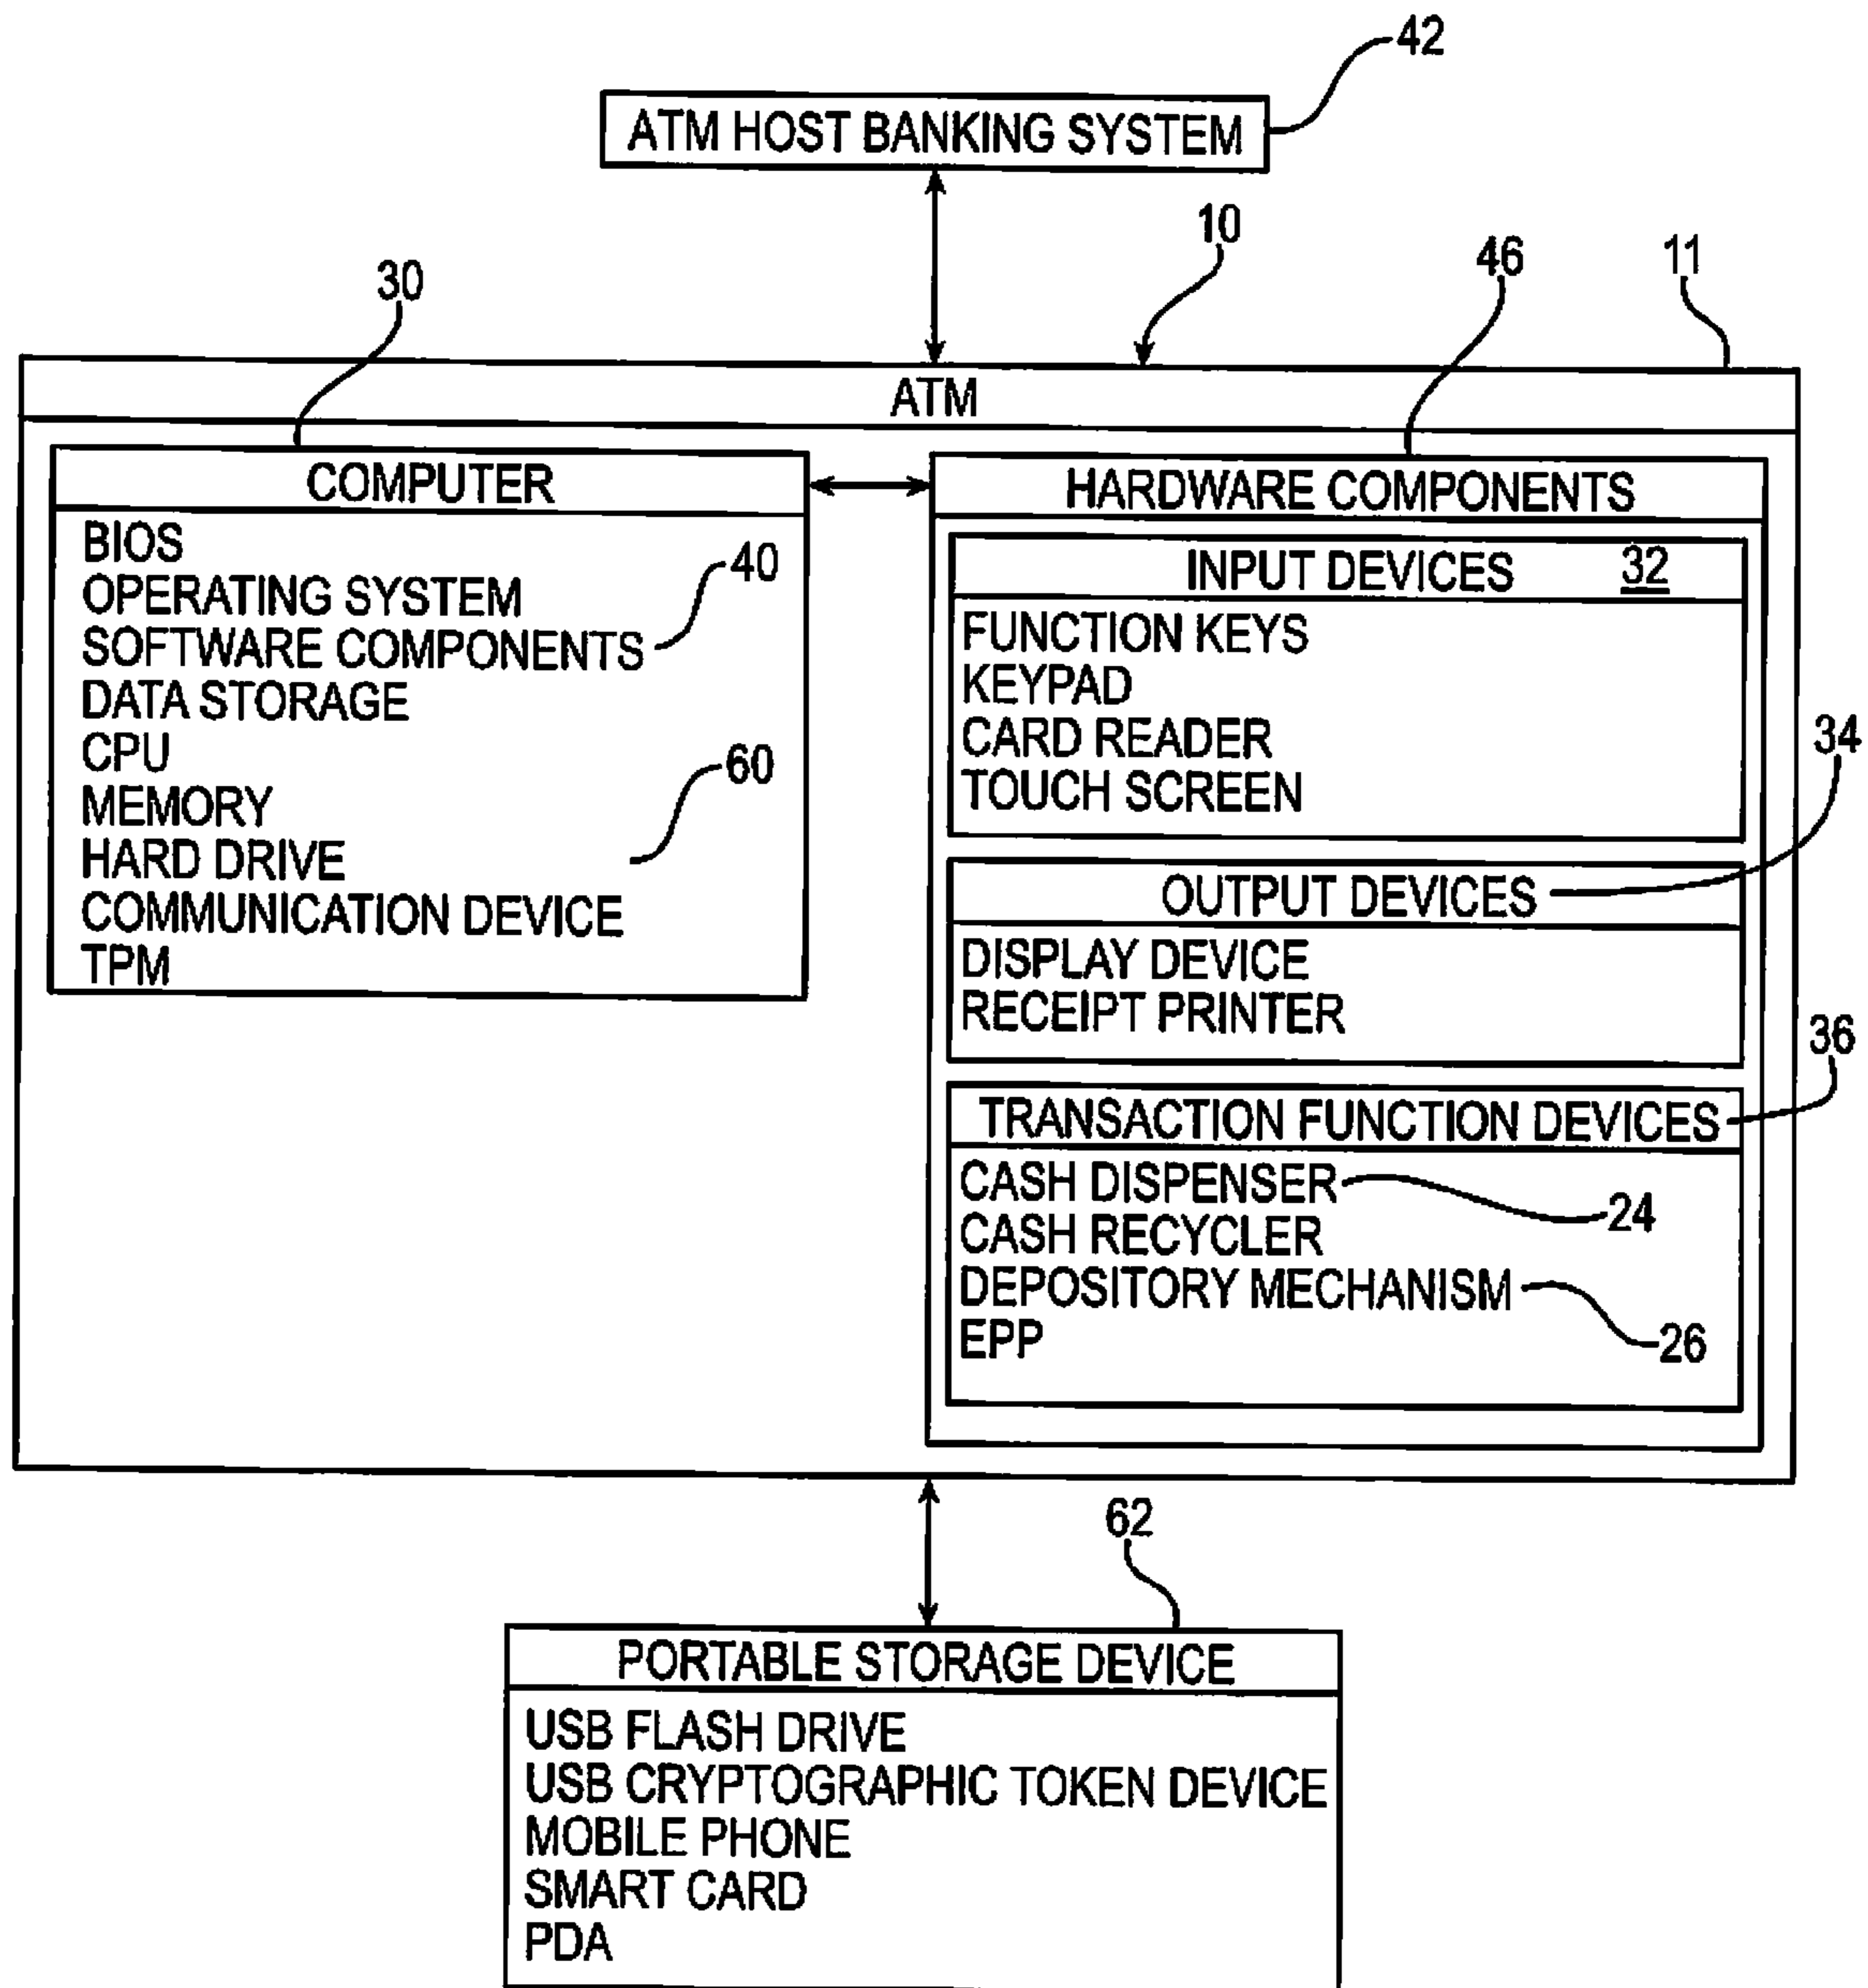 42
ATM HOST BANKING SYSTEM
10
46
11
30
ATM
COMPUTER
BIOS
OPERATING SYSTEM
40
SOFTWARE COMPONENTS
DATA STORAGE
CPU
60
MEMORY
HARD DRIVE
COMMUNICATION DEVICE
TPM
HARDWARE COMPONENTS
INPUT DEVICES 32
FUNCTION KEYS
KEYPAD
CARD READER
TOUCH SCREEN
34
OUTPUT DEVICES
DISPLAY DEVICE
RECEIPT PRINTER
36
TRANSACTION FUNCTION DEVICES
CASH DISPENSER
24
CASH RECYCLER
DEPOSITORY MECHANISM
26
EPP
62
PORTABLE STORAGE DEVICE
USB FLASH DRIVE
USB CRYPTOGRAPHIC TOKEN DEVICE
MOBILE PHONE
SMART CARD
PDA